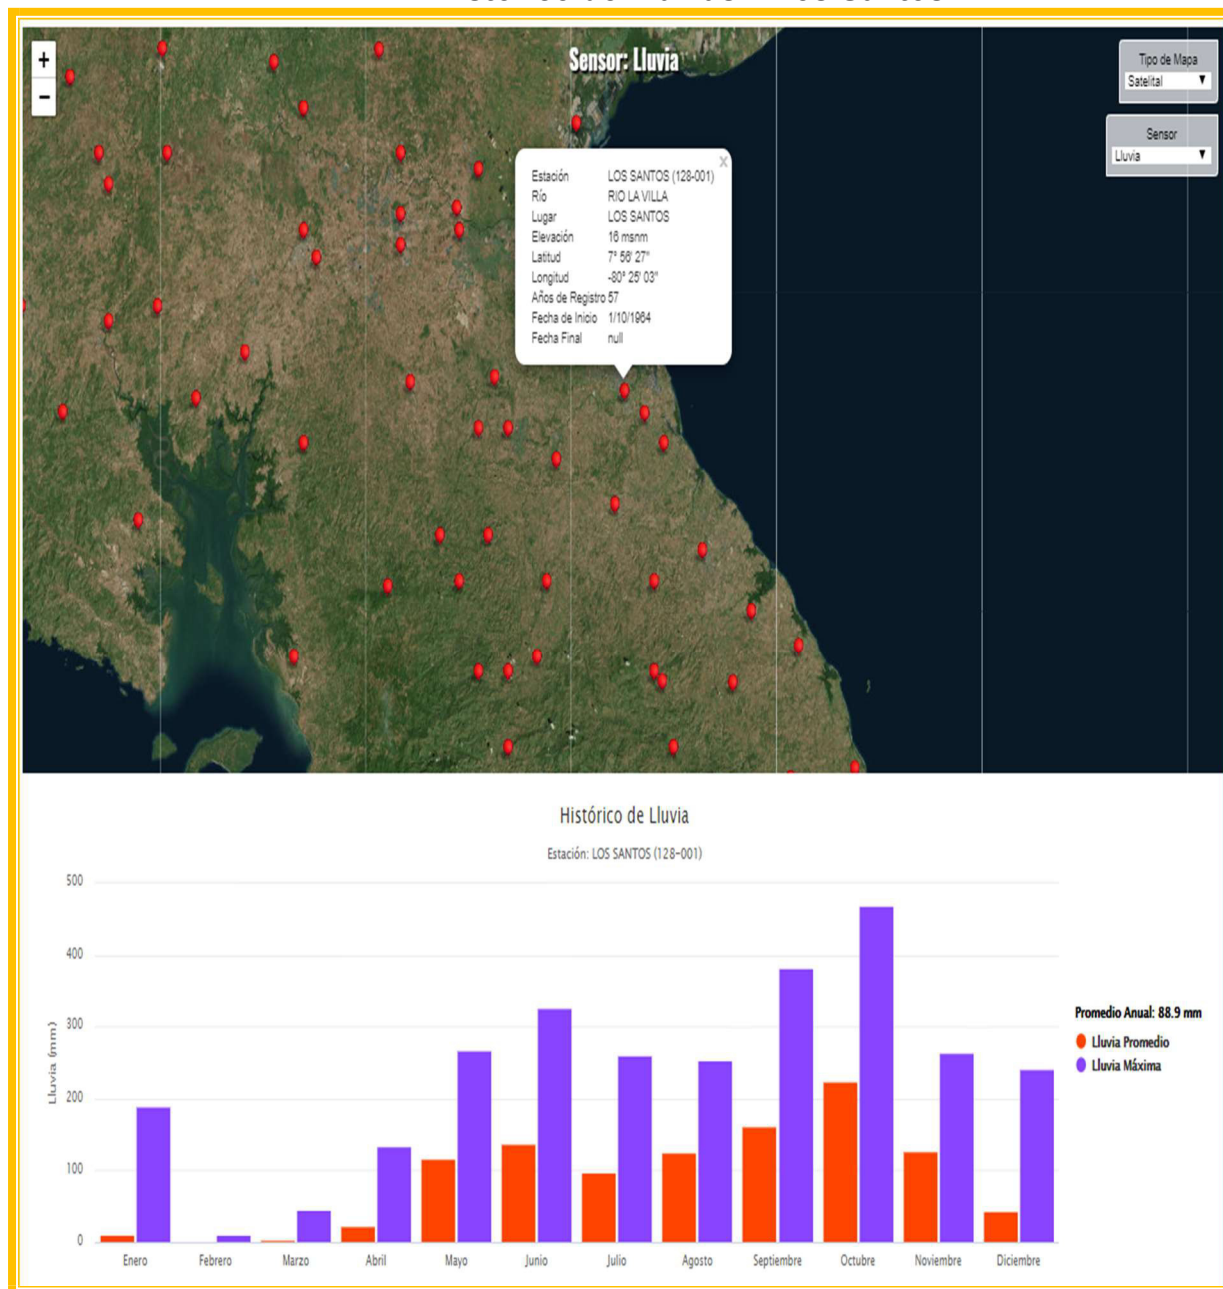 +
−
Sensor: Lluvia
Tipo de Mapa
Satelital ▼
Sensor
Lluvia ▼
x
Estación LOS SANTOS (128-001)
Río RIO LA VILLA
Lugar LOS SANTOS
Elevación 16 msnm
Latitud 7° 56' 27"
Longitud -80° 25' 03"
Años de Registro 57
Fecha de Inicio 1/10/1964
Fecha Final null
Histórico de Lluvia
Estación: LOS SANTOS (128-001)
500
400
300
200
100
0
Lluvia (mm)
Enero Febrero Marzo Abril Mayo Junio Julio Agosto Septiembre Octubre Noviembre Diciembre
Promedio Anual: 88.9 mm
Lluvia Promedio
Lluvia Máxima